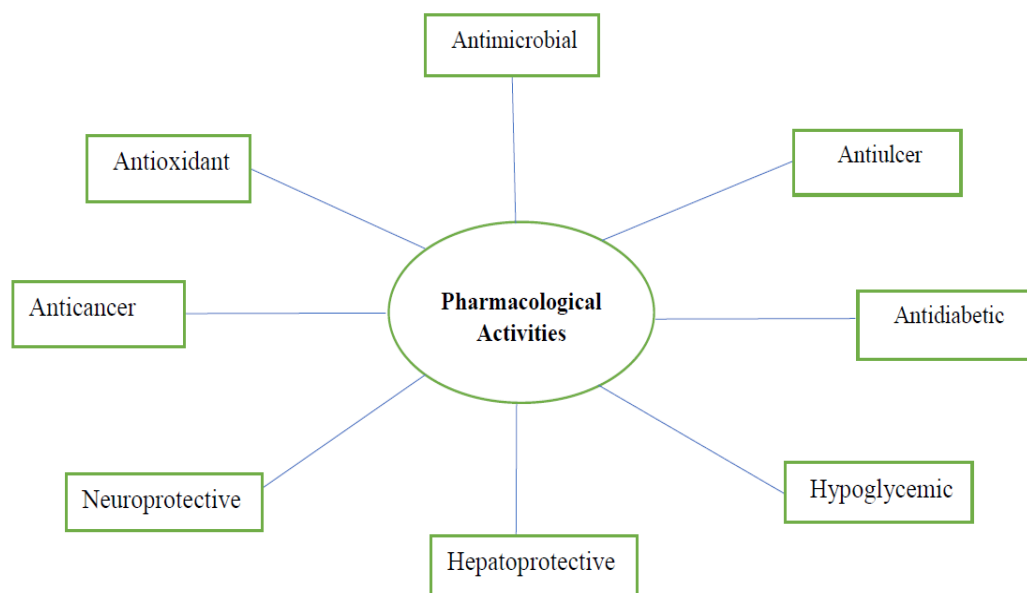 Antimicrobial
Antioxidant
Antiulcer
Anticancer
Pharmacological
Activities
Antidiabetic
Neuroprotective
Hypoglycemic
Hepatoprotective